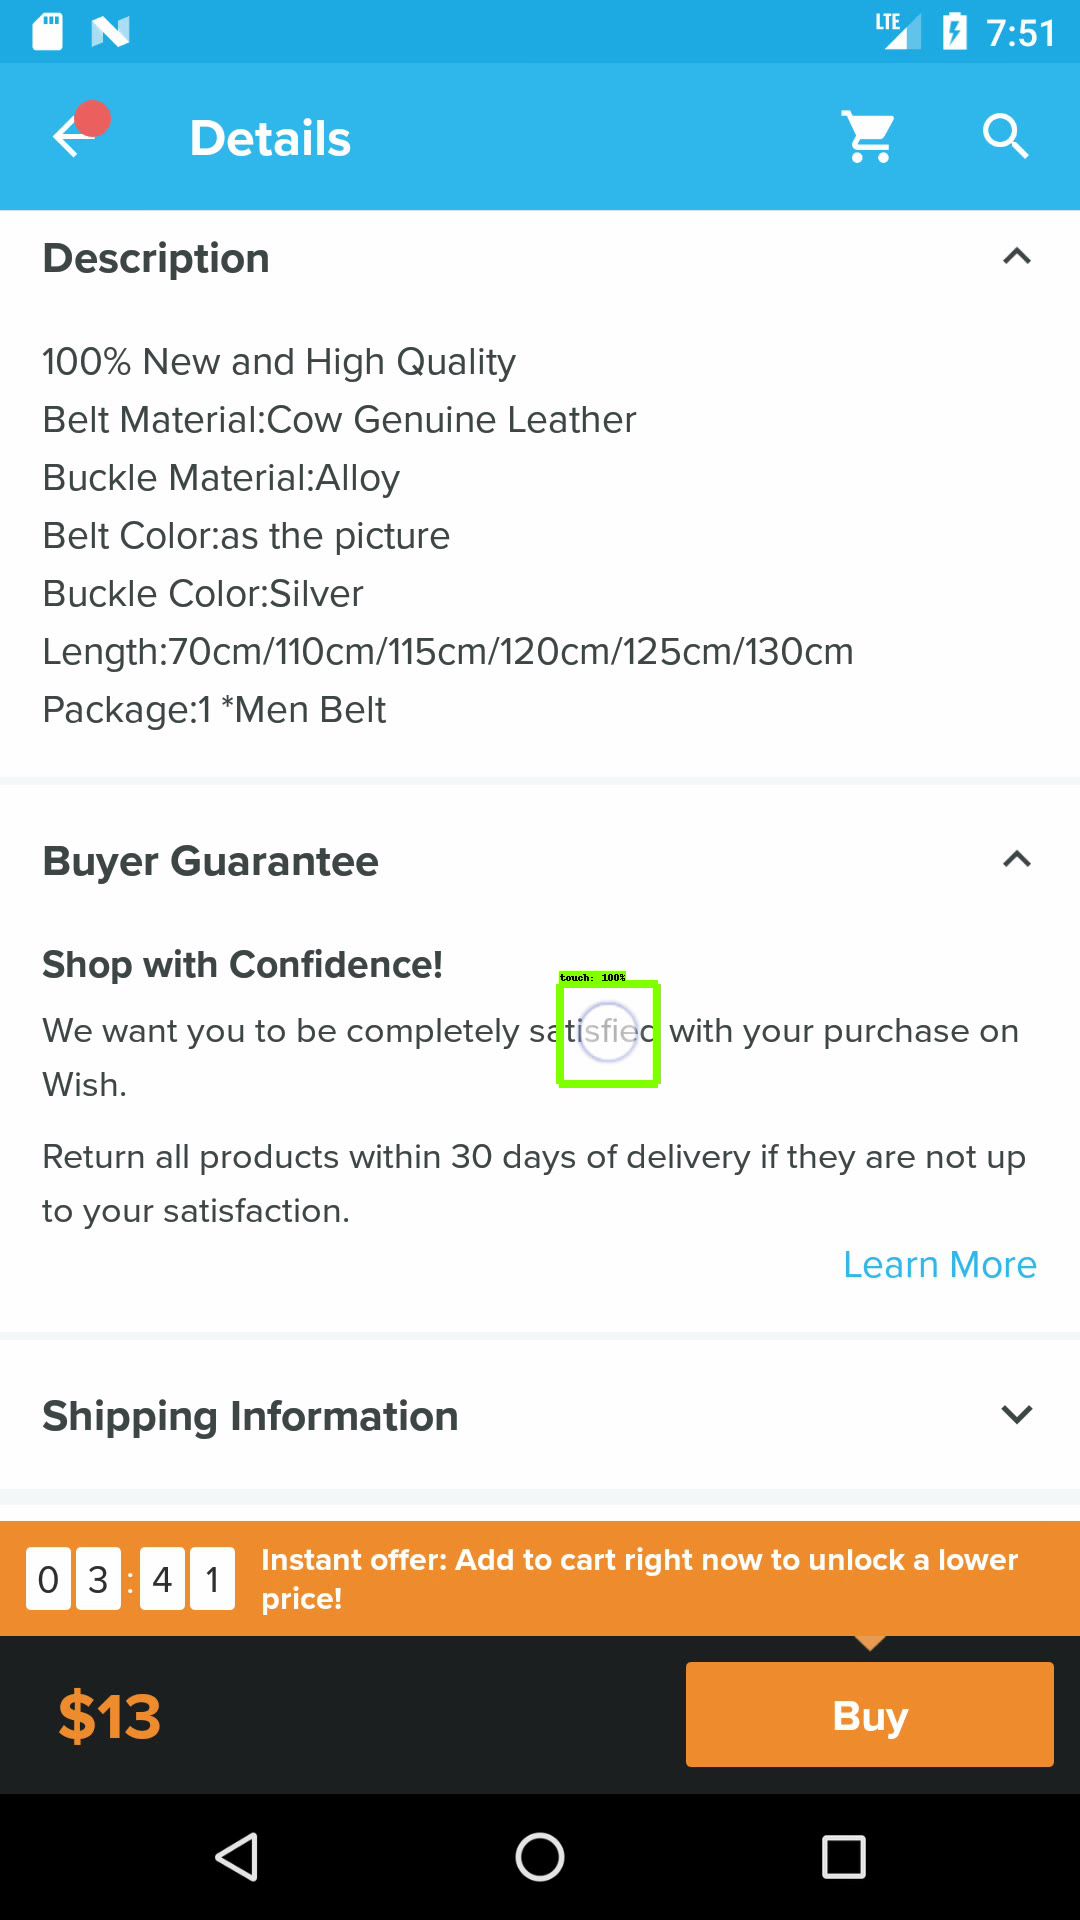 LTE 7:51
Details
Description
100% New and High Quality
Belt Material:Cow Genuine Leather
Buckle Material:Alloy
Belt Color:as the picture
Buckle Color:Silver
Length:70cm/110cm/115cm/120cm/125cm/130cm
Package:1 *Men Belt
Buyer Guarantee
Shop with Confidence!
touch: 100%
We want you to be completely satisfied with your purchase on
Wish.
Return all products within 30 days of delivery if they are not up
to your satisfaction.
Learn More
Shipping Information
03:41 Instant offer: Add to cart right now to unlock a lower
price!
$13 Buy